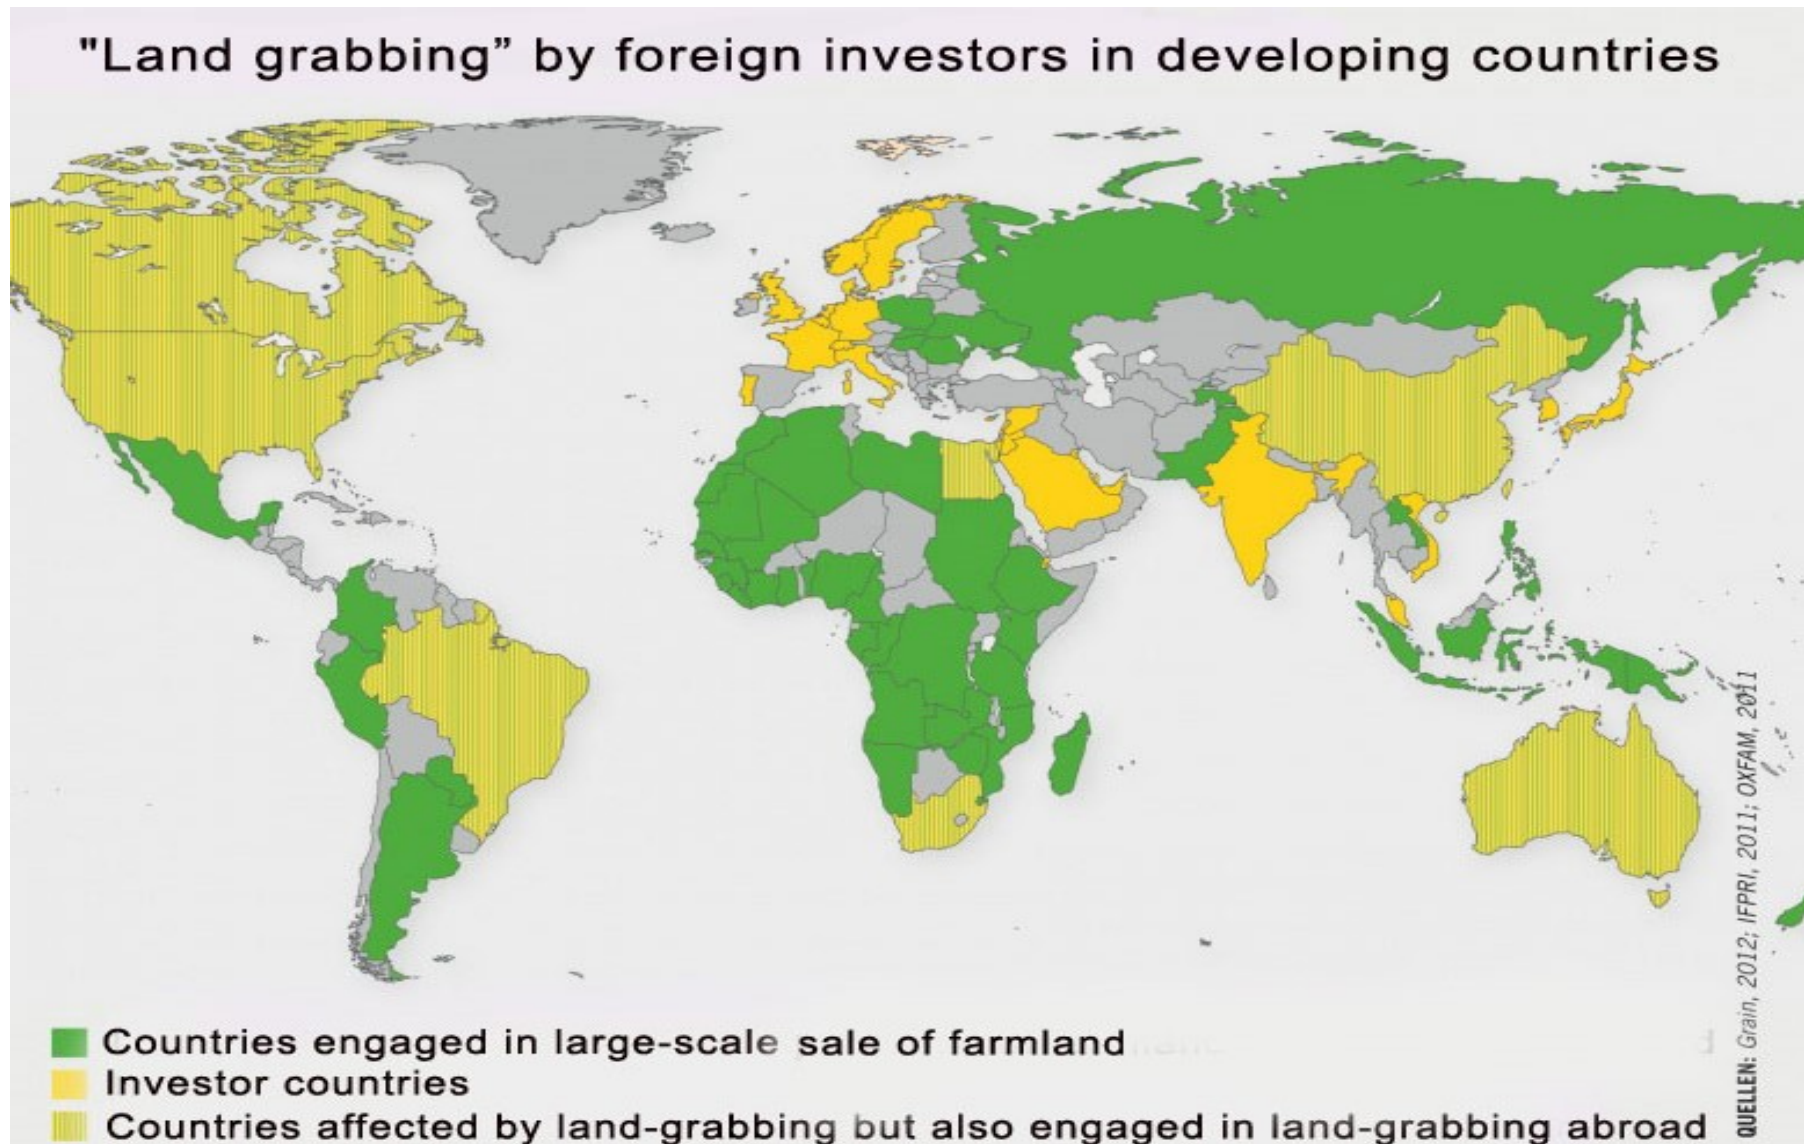 "Land grabbing” by foreign investors in developing countries
Countries engaged in large-scale sale of farmland
Investor countries
Countries affected by land-grabbing but also engaged in land-grabbing abroad
QUELLEN: Grain, 2012; IFPRI, 2011; OXFAM, 2011